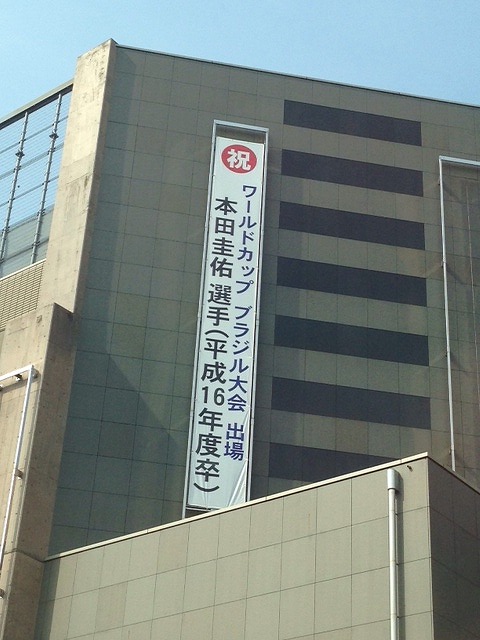 祝
ワールドカップ ブラジル大会 出場
本田圭佑 選手(平成16年度卒)